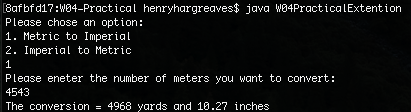 [8afbfd17:W04-Practical henryhargreaves$ java W04PracticalExtention
Please chose an option:
1. Metric to Imperial
2. Imperial to Metric
1
Please eneter the number of meters you want to convert:
4543
The conversion = 4968 yards and 10.27 inches